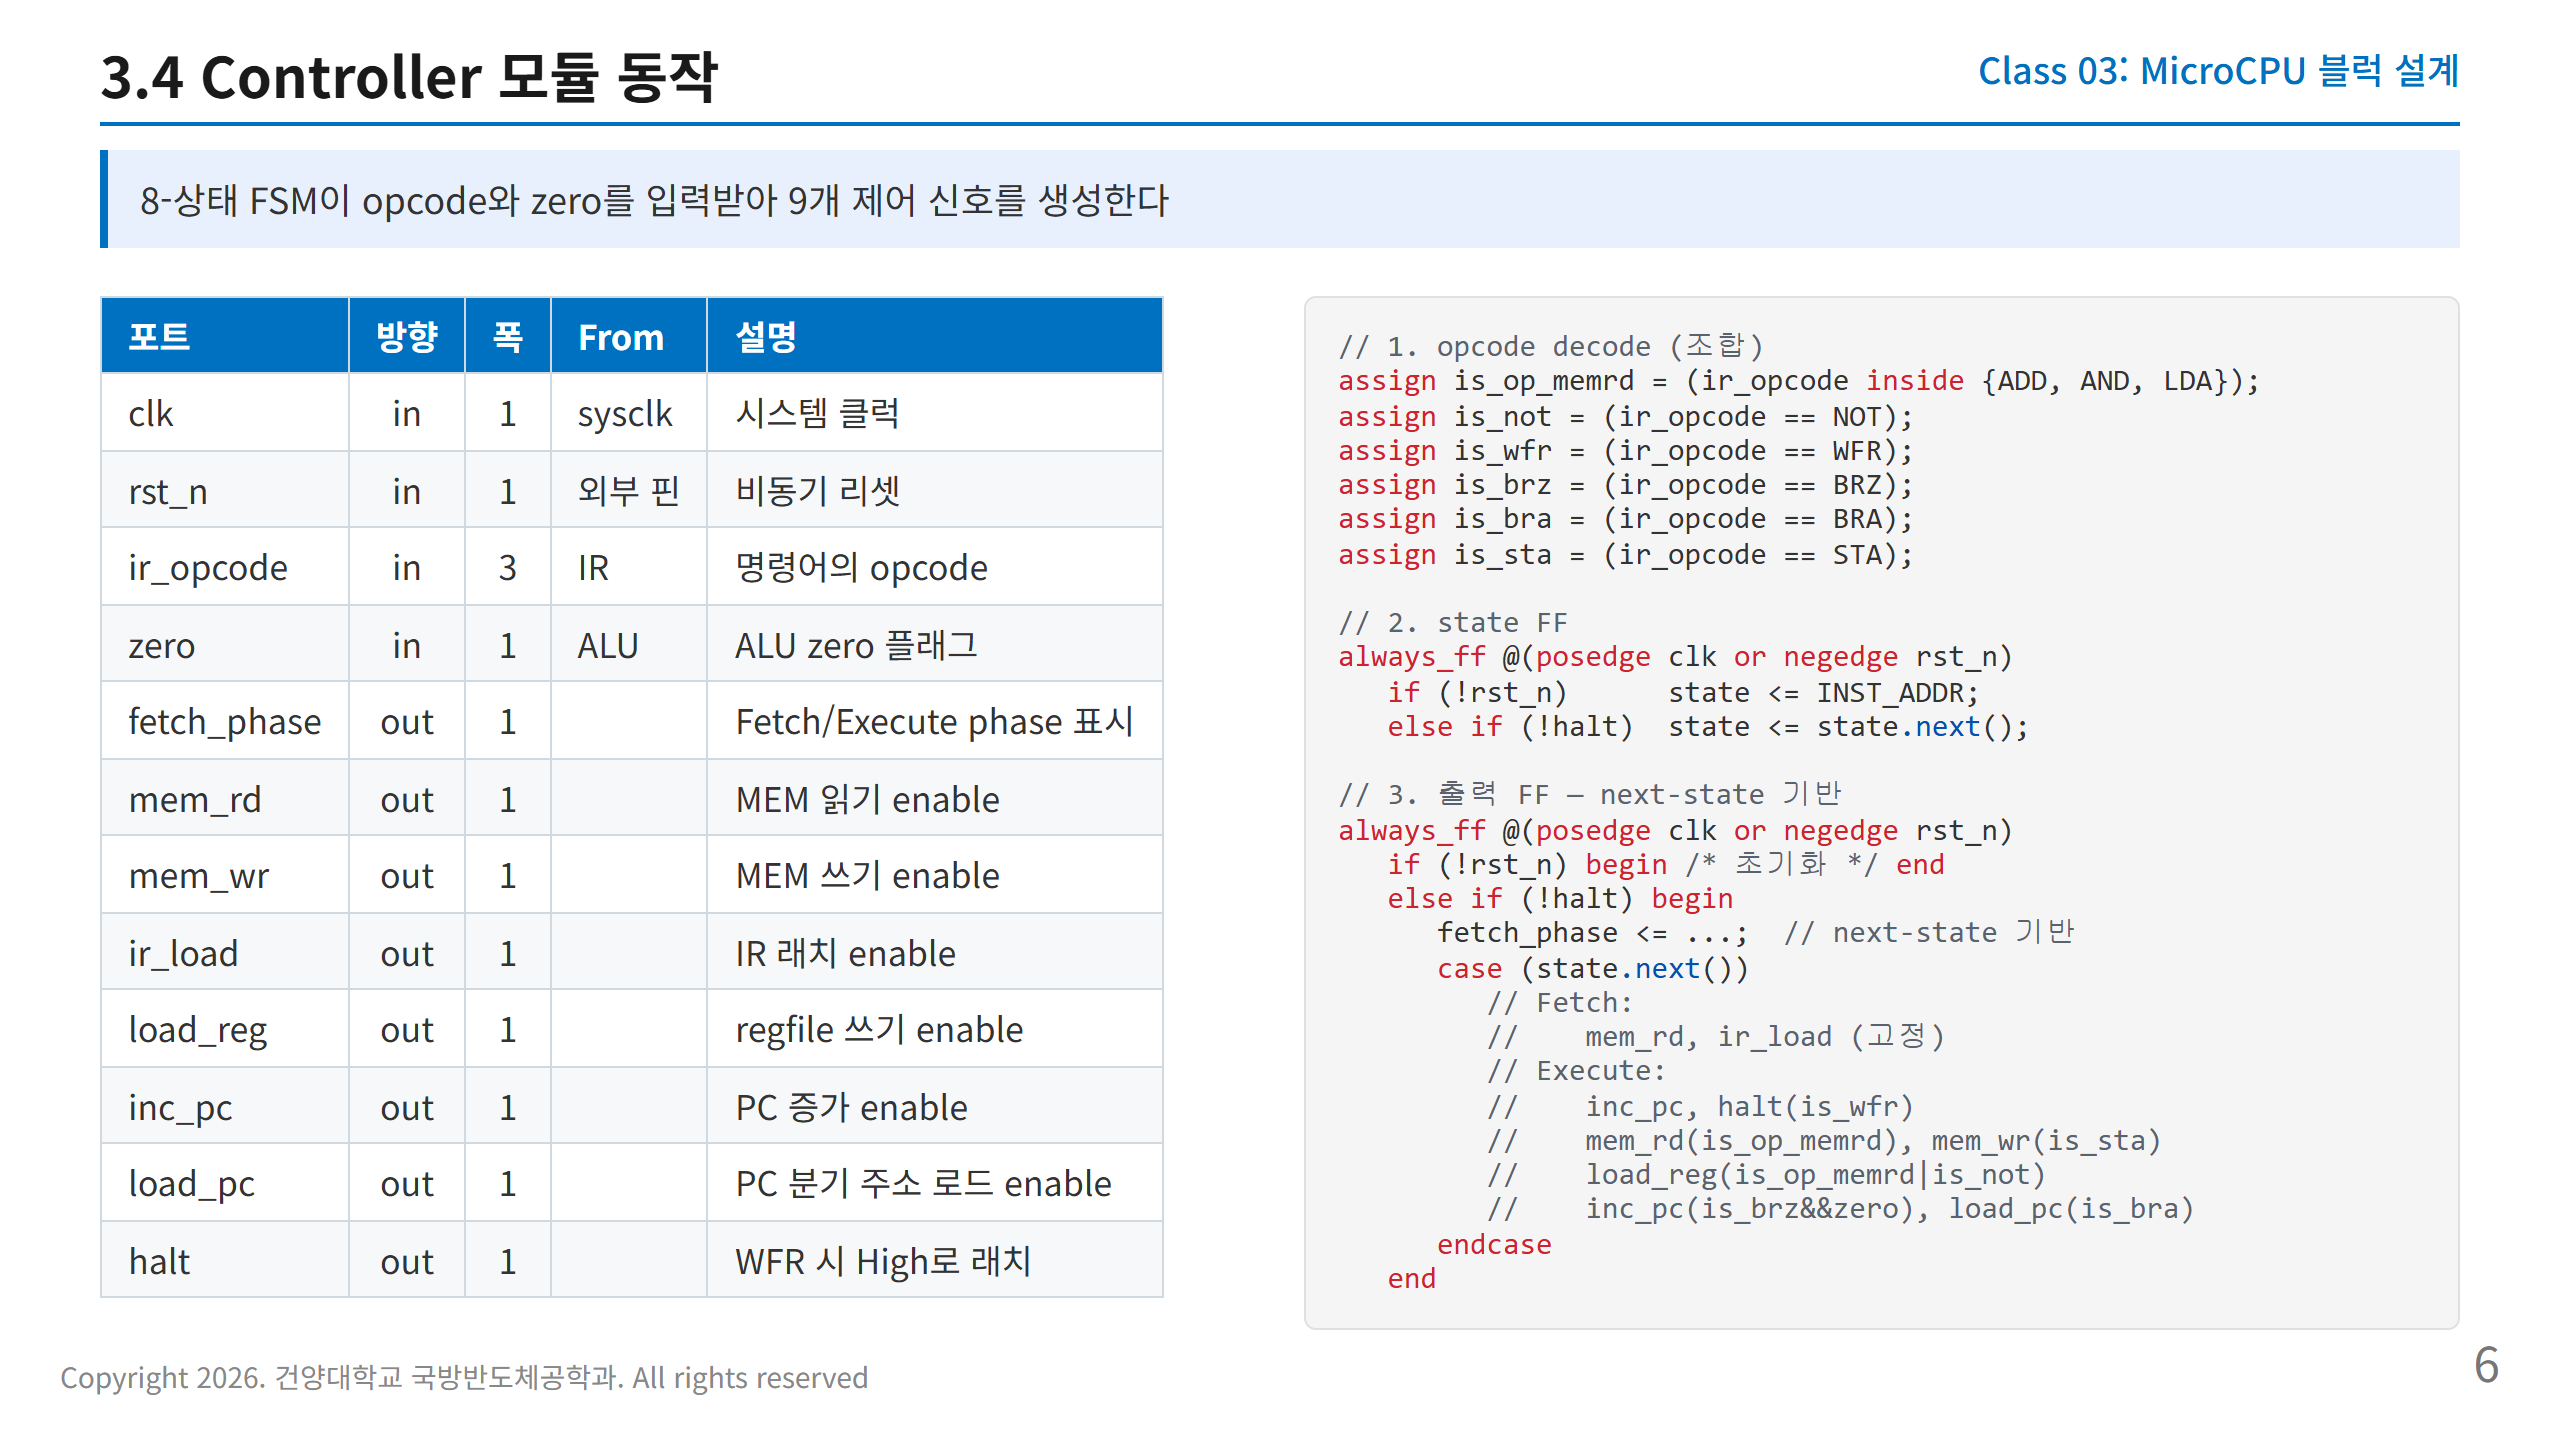 3.4 Controller 모듈 동작
Class 03: MicroCPU 블럭 설계
8-상태 FSM이 opcode와 zero를 입력받아 9개 제어 신호를 생성한다
포트 방향 폭 From 설명
clk in 1 sysclk 시스템 클럭
rst_n in 1 외부 핀 비동기 리셋
ir_opcode in 3 IR 명령어의 opcode
zero in 1 ALU ALU zero 플래그
fetch_phase out 1 Fetch/Execute phase 표시
mem_rd out 1 MEM 읽기 enable
mem_wr out 1 MEM 쓰기 enable
ir_load out 1 IR 래치 enable
load_reg out 1 regfile 쓰기 enable
inc_pc out 1 PC 증가 enable
load_pc out 1 PC 분기 주소 로드 enable
halt out 1 WFR 시 High로 래치
// 1. opcode decode (조합)
assign is_op_memrd = (ir_opcode inside {ADD, AND, LDA});
assign is_not = (ir_opcode == NOT);
assign is_wfr = (ir_opcode == WFR);
assign is_brz = (ir_opcode == BRZ);
assign is_bra = (ir_opcode == BRA);
assign is_sta = (ir_opcode == STA);
// 2. state FF
always_ff @(posedge clk or negedge rst_n)
if (!rst_n) state <= INST_ADDR;
else if (!halt) state <= state.next();
// 3. 출력 FF — next-state 기반
always_ff @(posedge clk or negedge rst_n)
if (!rst_n) begin /* 초기화 */ end
else if (!halt) begin
fetch_phase <= ...; // next-state 기반
case (state.next())
// Fetch:
// mem_rd, ir_load (고정)
// Execute:
// inc_pc, halt(is_wfr)
// mem_rd(is_op_memrd), mem_wr(is_sta)
// load_reg(is_op_memrd|is_not)
// inc_pc(is_brz&&zero), load_pc(is_bra)
endcase
end
Copyright 2026. 건양대학교 국방반도체공학과. All rights reserved
6